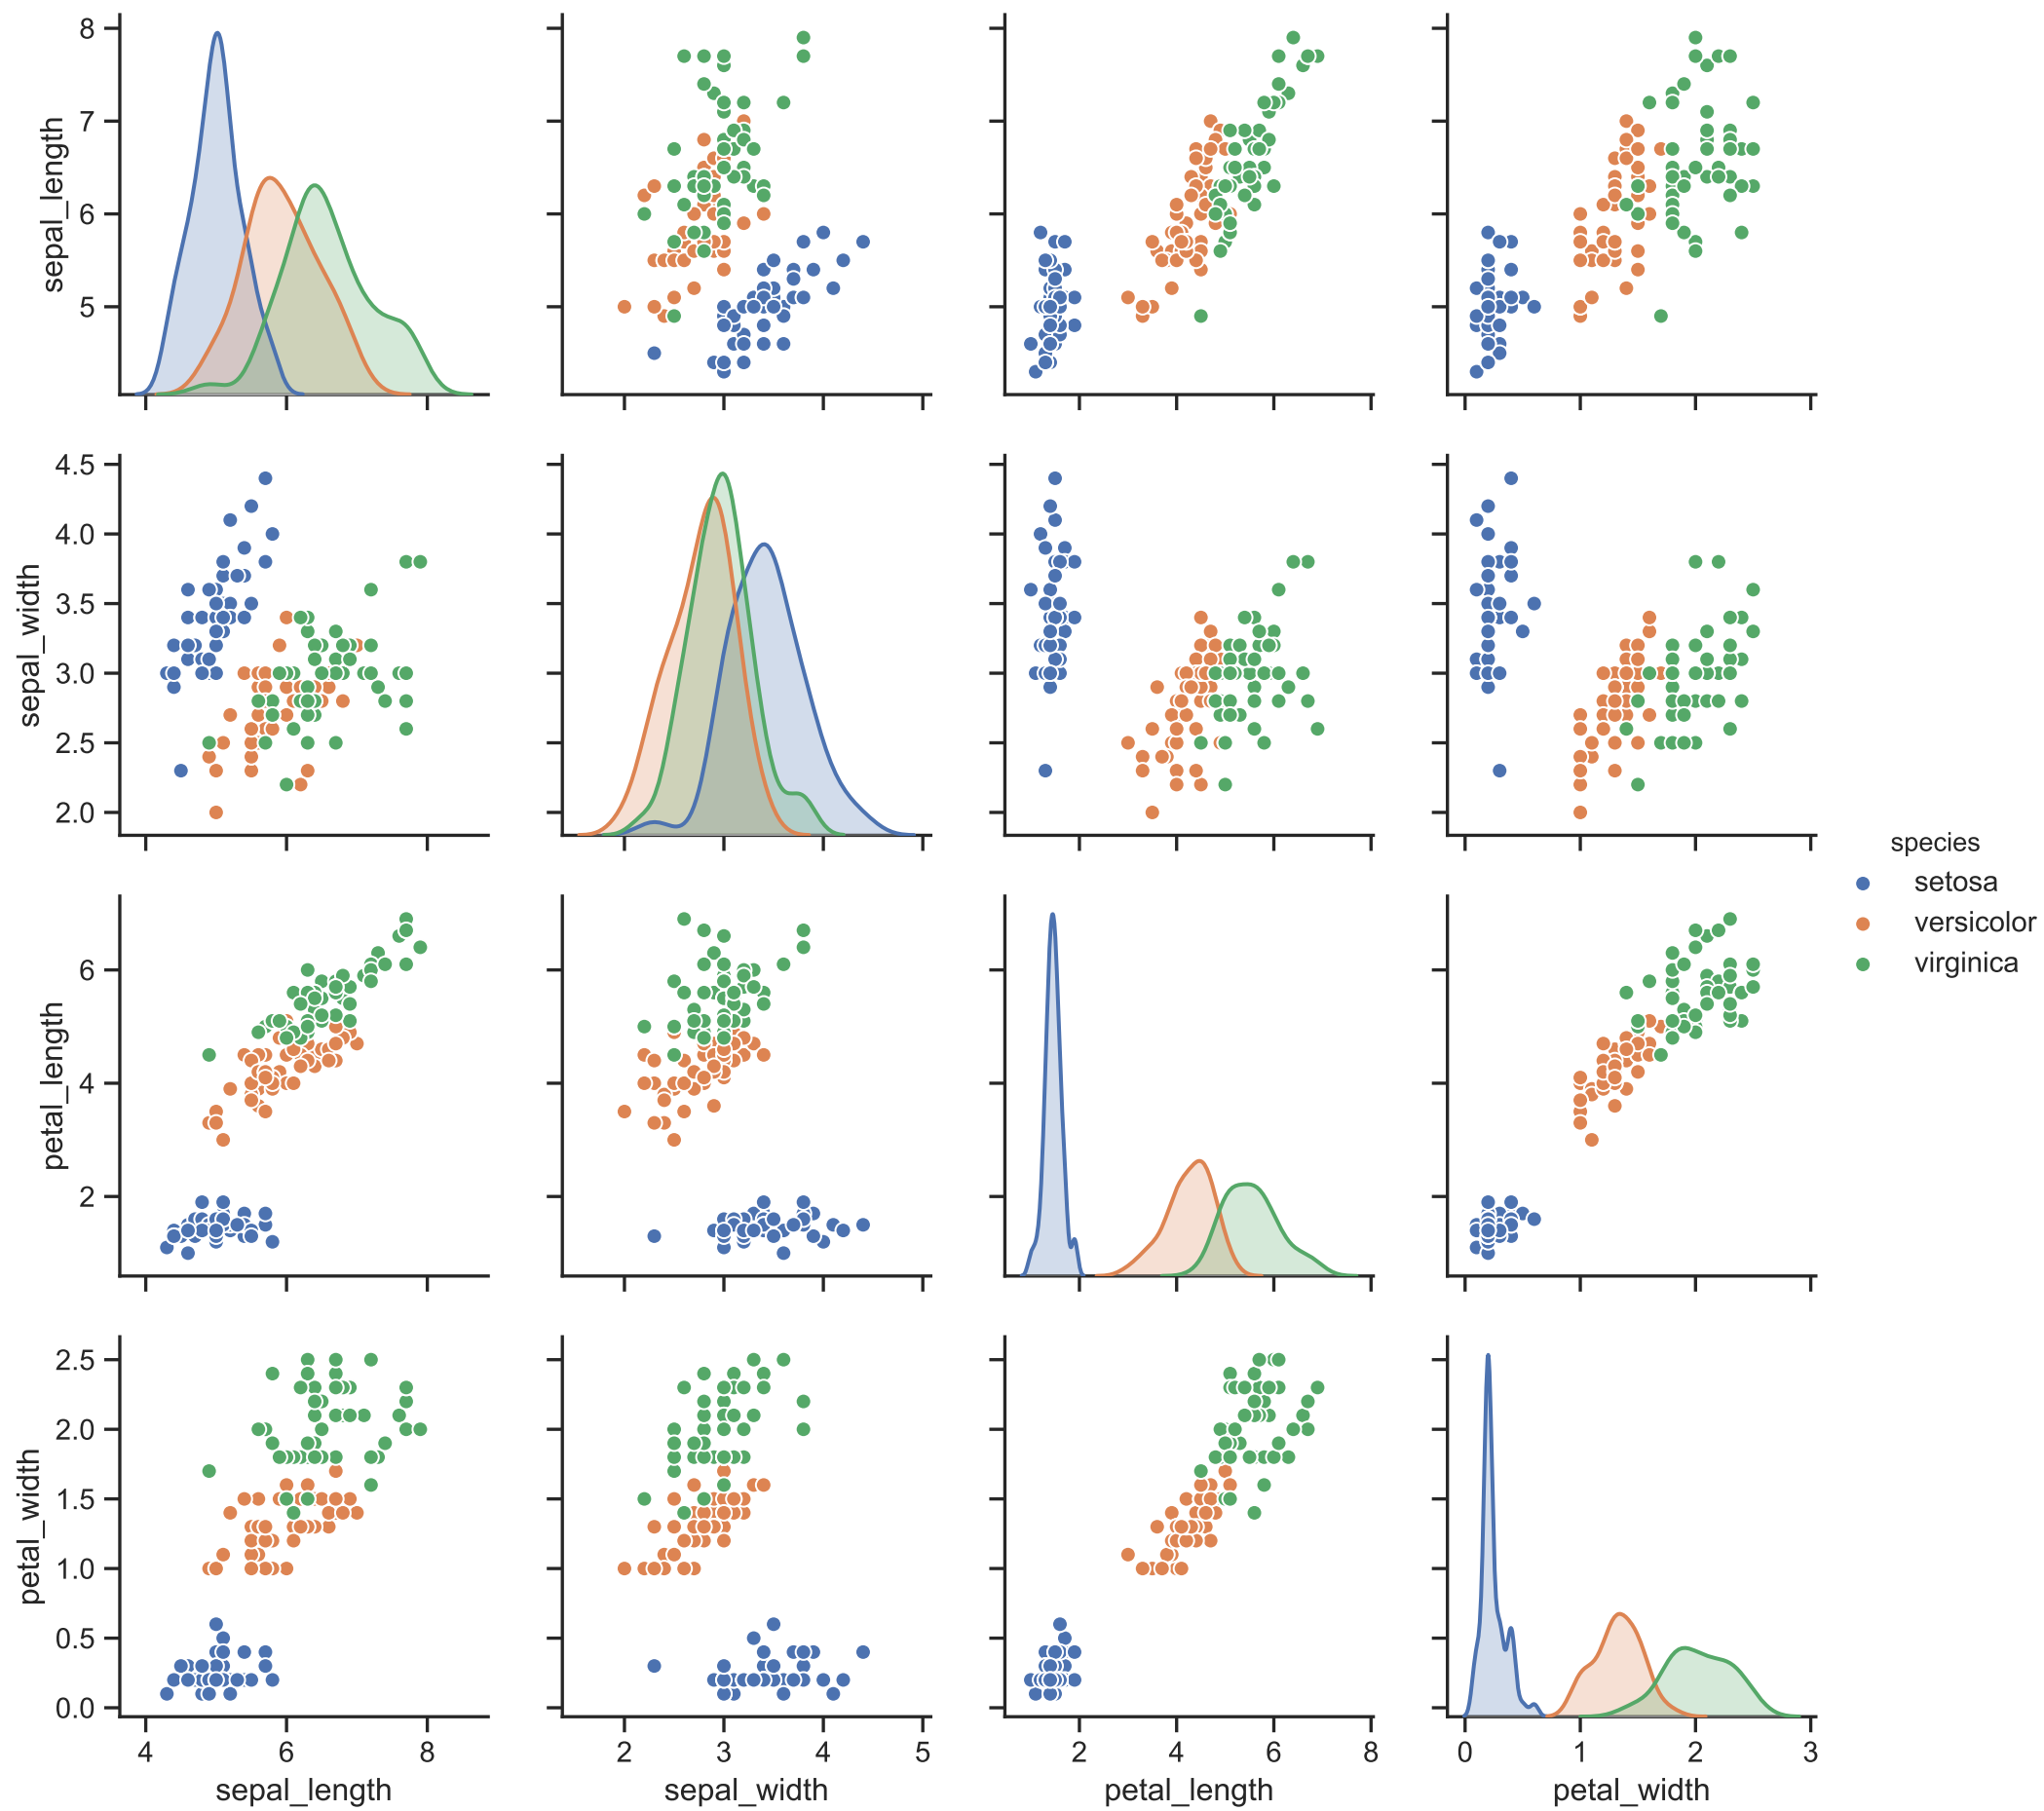 8
7
6
5
sepal_length
4.5
4.0
3.5
3.0
2.5
2.0
sepal_width
species
setosa
versicolor
virginica
6
4
2
petal_length
2.5
2.0
1.5
1.0
0.5
0.0
petal_width
4 6 8
2 3 4 5
2 4 6 8
0 1 2 3
sepal_length
sepal_width
petal_length
petal_width